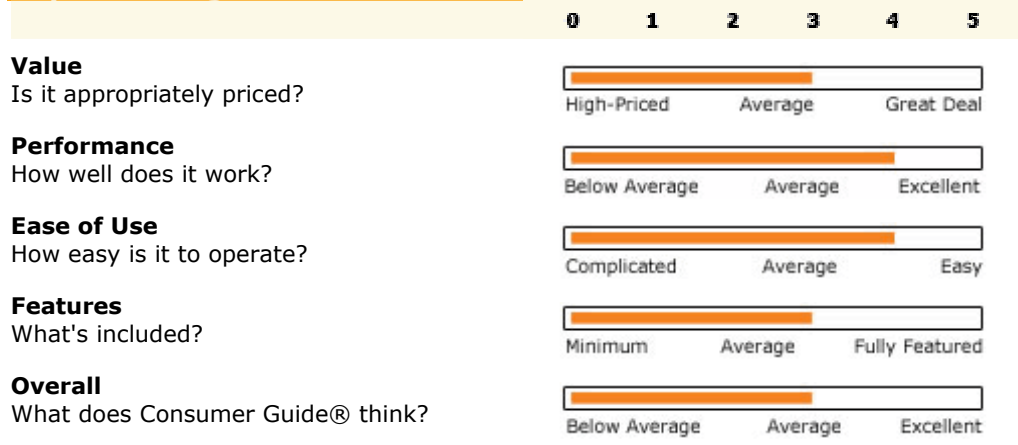 0 1 2 3 4 5
Value
Is it appropriately priced?
High-Priced Average Great Deal
Performance
How well does it work?
Below Average Average Excellent
Ease of Use
How easy is it to operate?
Complicated Average Easy
Features
What's included?
Minimum Average Fully Featured
Overall
What does Consumer Guide® think?
Below Average Average Excellent